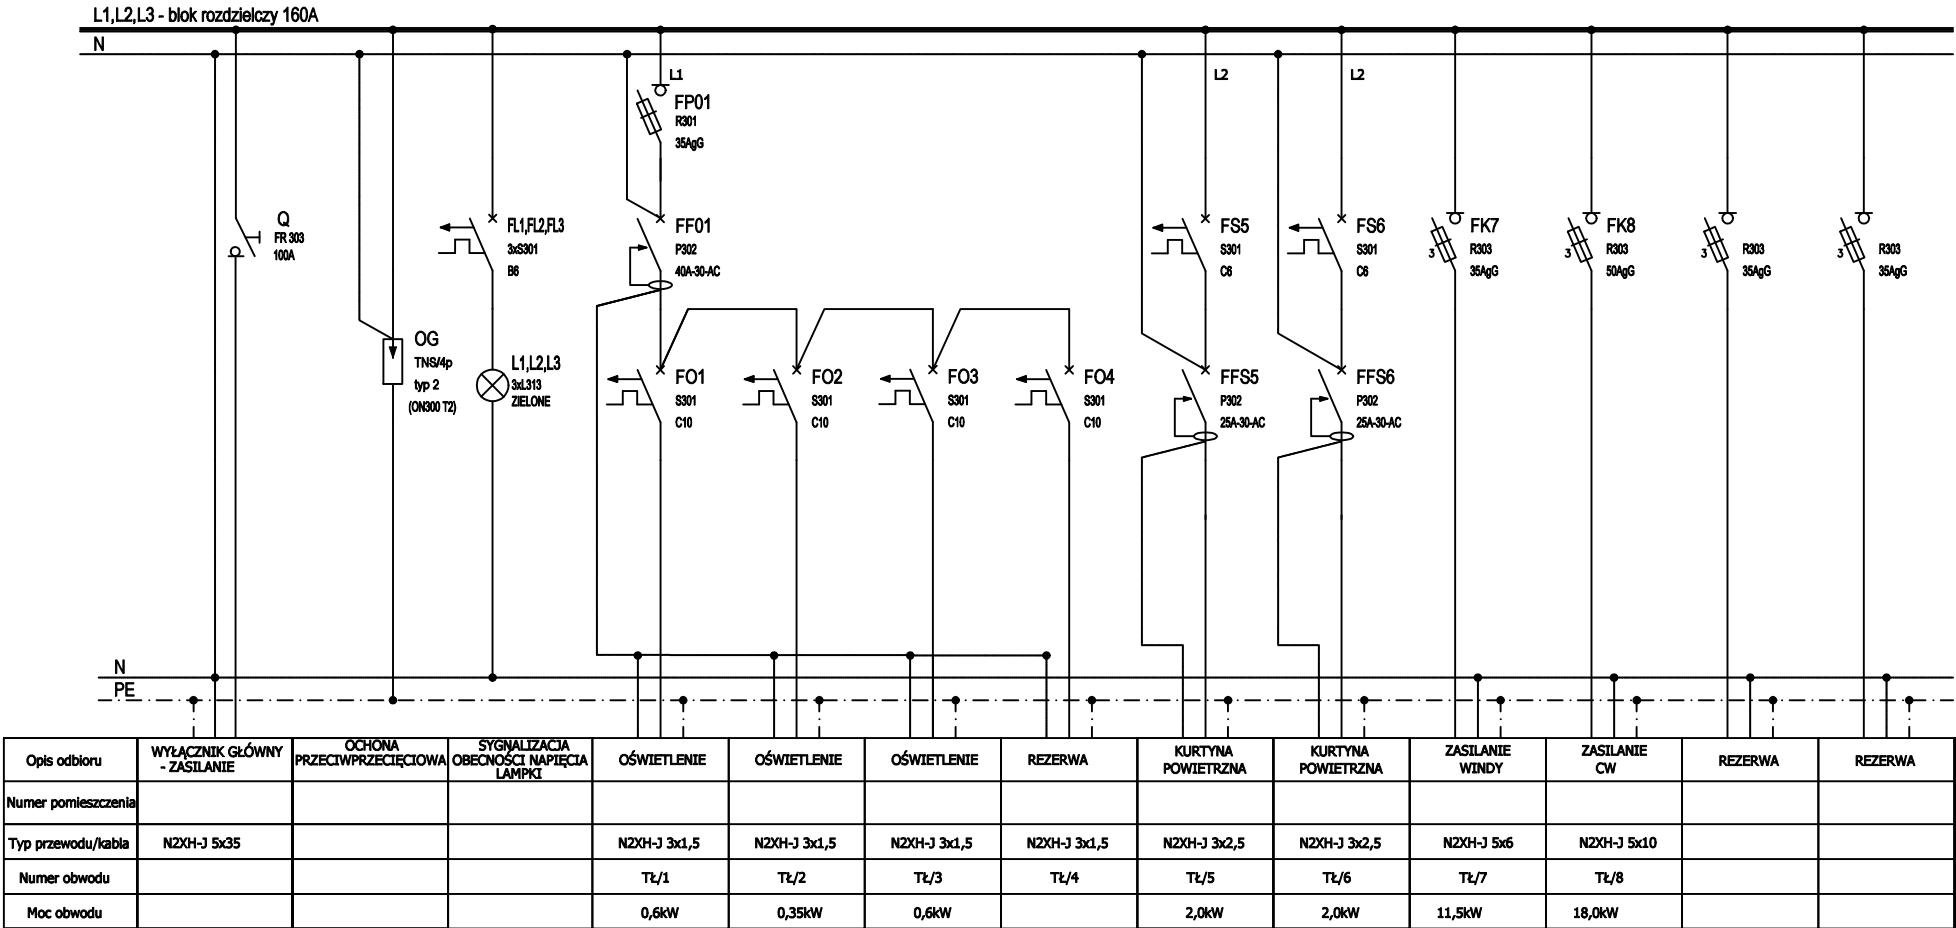 L1,L2,L3 - blok rozdzielczy 160A
N
L1
L2
L2
FP01
R301
35AgG
Q
FR 303
100A
FL1,FL2,FL3
3xS301
B6
FF01
P302
40A-30-AC
FS5
S301
C6
FS6
S301
C6
3
FK7
R303
35AgG
3
FK8
R303
50AgG
3
R303
35AgG
3
R303
35AgG
OG
TNS/4p
typ 2
(ON300 T2)
L1,L2,L3
3xL313
ZIELONE
FO1
S301
C10
FO2
S301
C10
FO3
S301
C10
FO4
S301
C10
FFS5
P302
25A-30-AC
FFS6
P302
25A-30-AC
N
PE
Opis odbioru
WYŁĄCZNIK GŁÓWNY
- ZASILANIE
OCHONA
PRZECIWPRZECIĘCIOWA
SYGNALIZACJA
OBECNOŚCI NAPIĘCIA
LAMPKI
OŚWIETLENIE
OŚWIETLENIE
OŚWIETLENIE
REZERWA
KURTYNA
POWIETRZNA
KURTYNA
POWIETRZNA
ZASILANIE
WINDY
ZASILANIE
CW
REZERWA
REZERWA
Numer pomieszczenia
Typ przewodu/kabla
N2XH-J 5x35
N2XH-J 3x1,5
N2XH-J 3x1,5
N2XH-J 3x1,5
N2XH-J 3x1,5
N2XH-J 3x2,5
N2XH-J 3x2,5
N2XH-J 5x6
N2XH-J 5x10
Numer obwodu
TŁ/1
TŁ/2
TŁ/3
TŁ/4
TŁ/5
TŁ/6
TŁ/7
TŁ/8
Moc obwodu
0,6kW
0,35kW
0,6kW
2,0kW
2,0kW
11,5kW
18,0kW